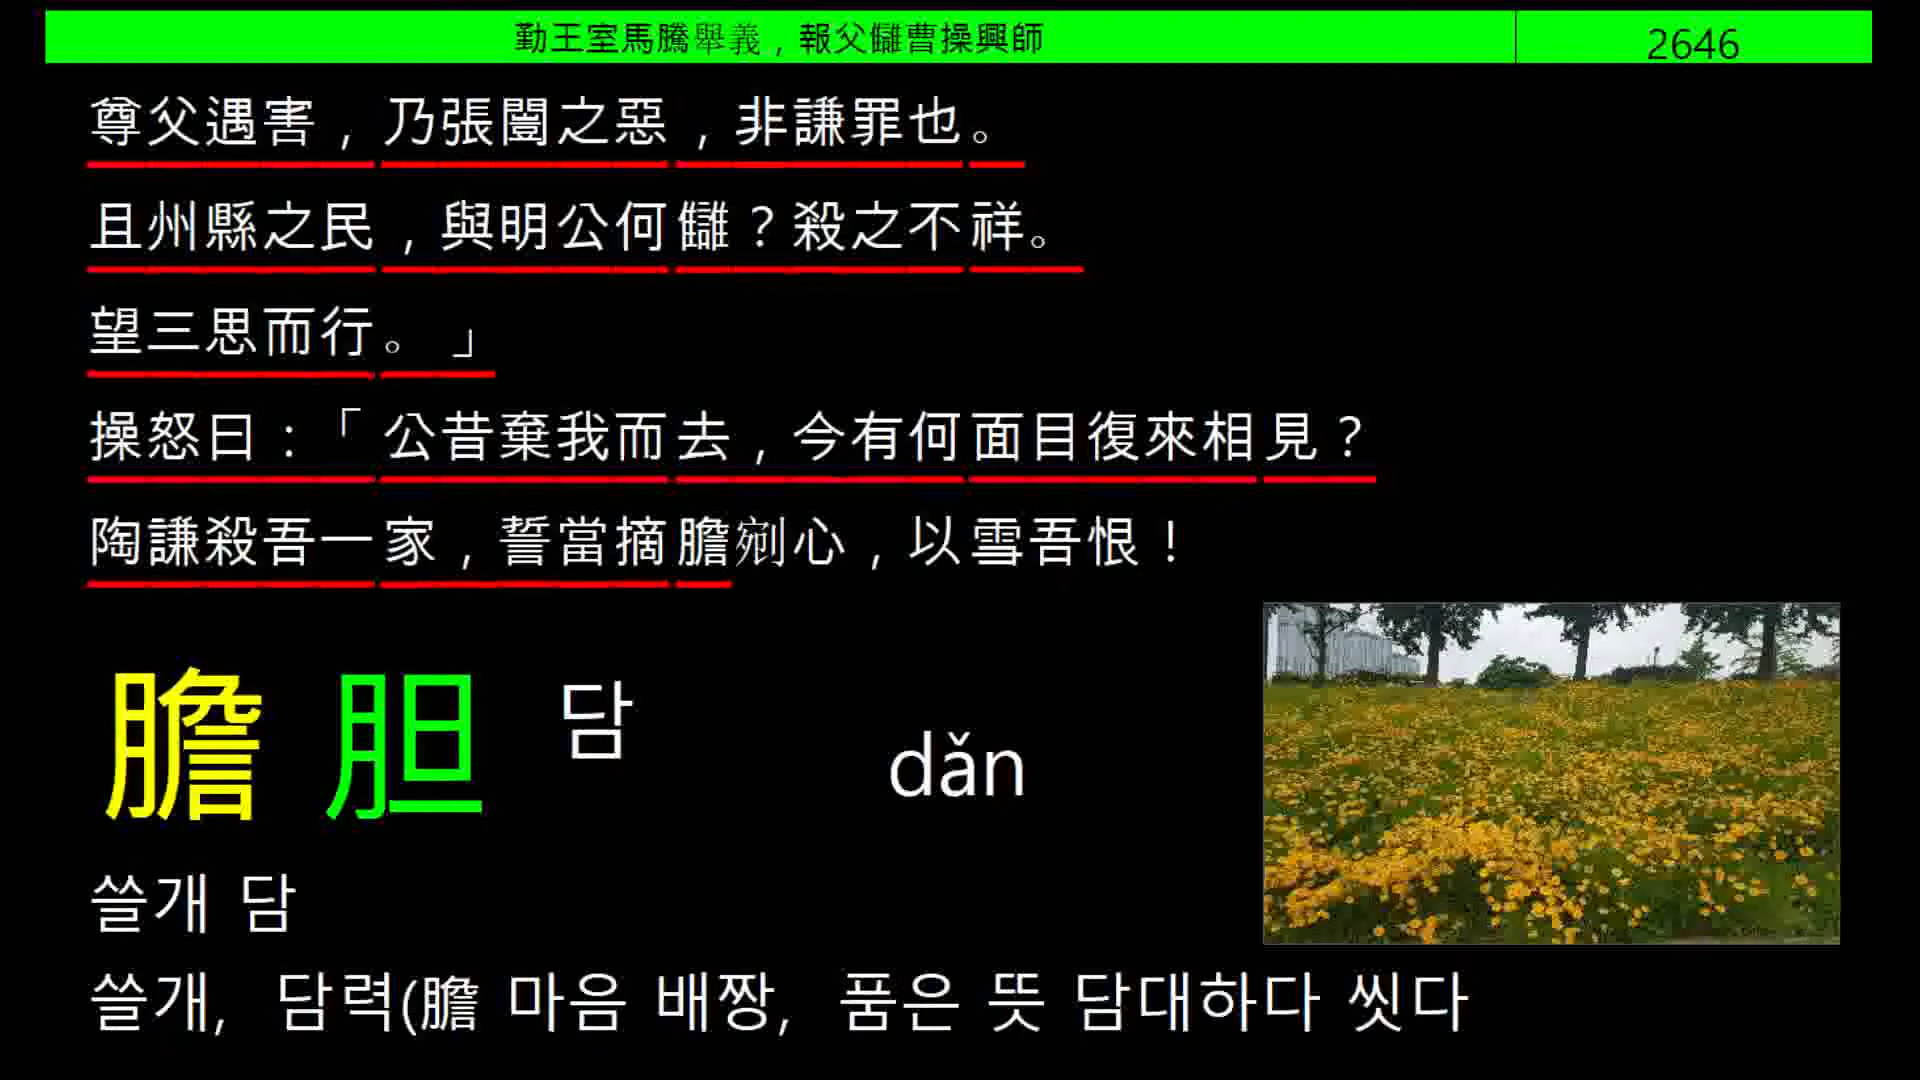 勤王室馬騰舉義，報父讎曹操興師
2646
尊父遇害，乃張闓之惡，非謙罪也。
且州縣之民，與明公何讎？殺之不祥。
望三思而行。」
操怒曰：「公昔棄我而去，今有何面目復來相見？
陶謙殺吾一家，誓當摘膽剜心，以雪吾恨！
膽 胆 담 dǎn
쓸개 담
쓸개, 담력(膽 마음 배짱, 품은 뜻 담대하다 씻다